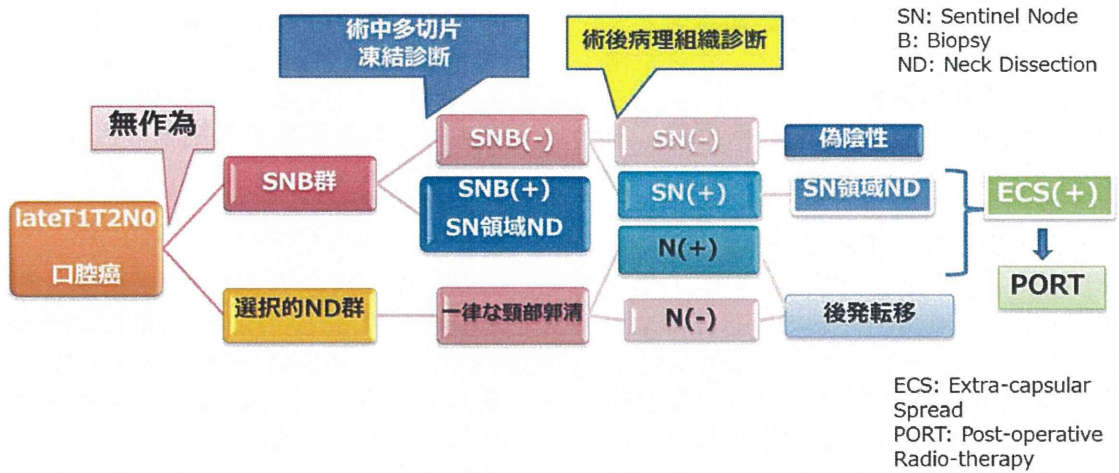 SN: Sentinel Node
B: Biopsy
ND: Neck Dissection
術中多切片
凍結診断
術後病理組織診断
無作為
lateT1T2N0
口腔癌
SNB群
選択的ND群
SNB(-)
SNB(+)
SN領域ND
一律な頸部郭清
SN(-)
SN(+)
N(+)
N(-)
偽陰性
SN領域ND
後発転移
ECS(+)
PORT
ECS: Extra-capsular
Spread
PORT: Post-operative
Radio-therapy